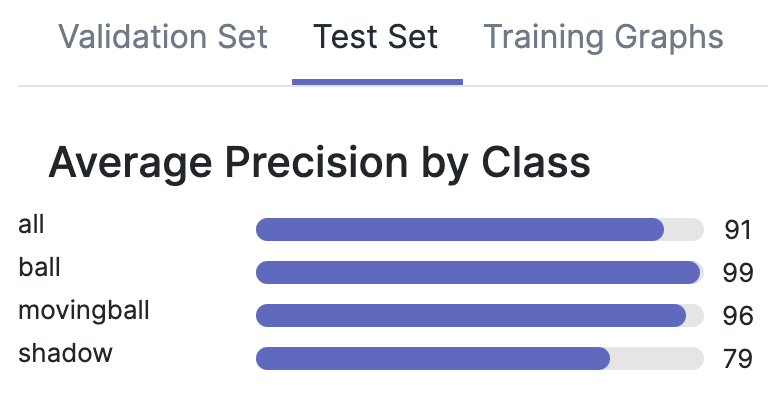 Validation Set Test Set Training Graphs
Average Precision by Class
all 91
ball 99
movingball 96
shadow 79